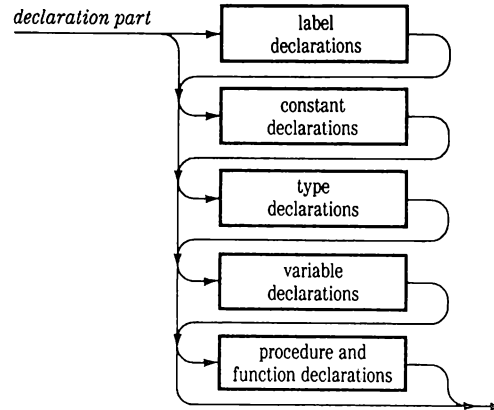 declaration part
label
declarations
constant
declarations
type
declarations
variable
declarations
procedure and
function declarations